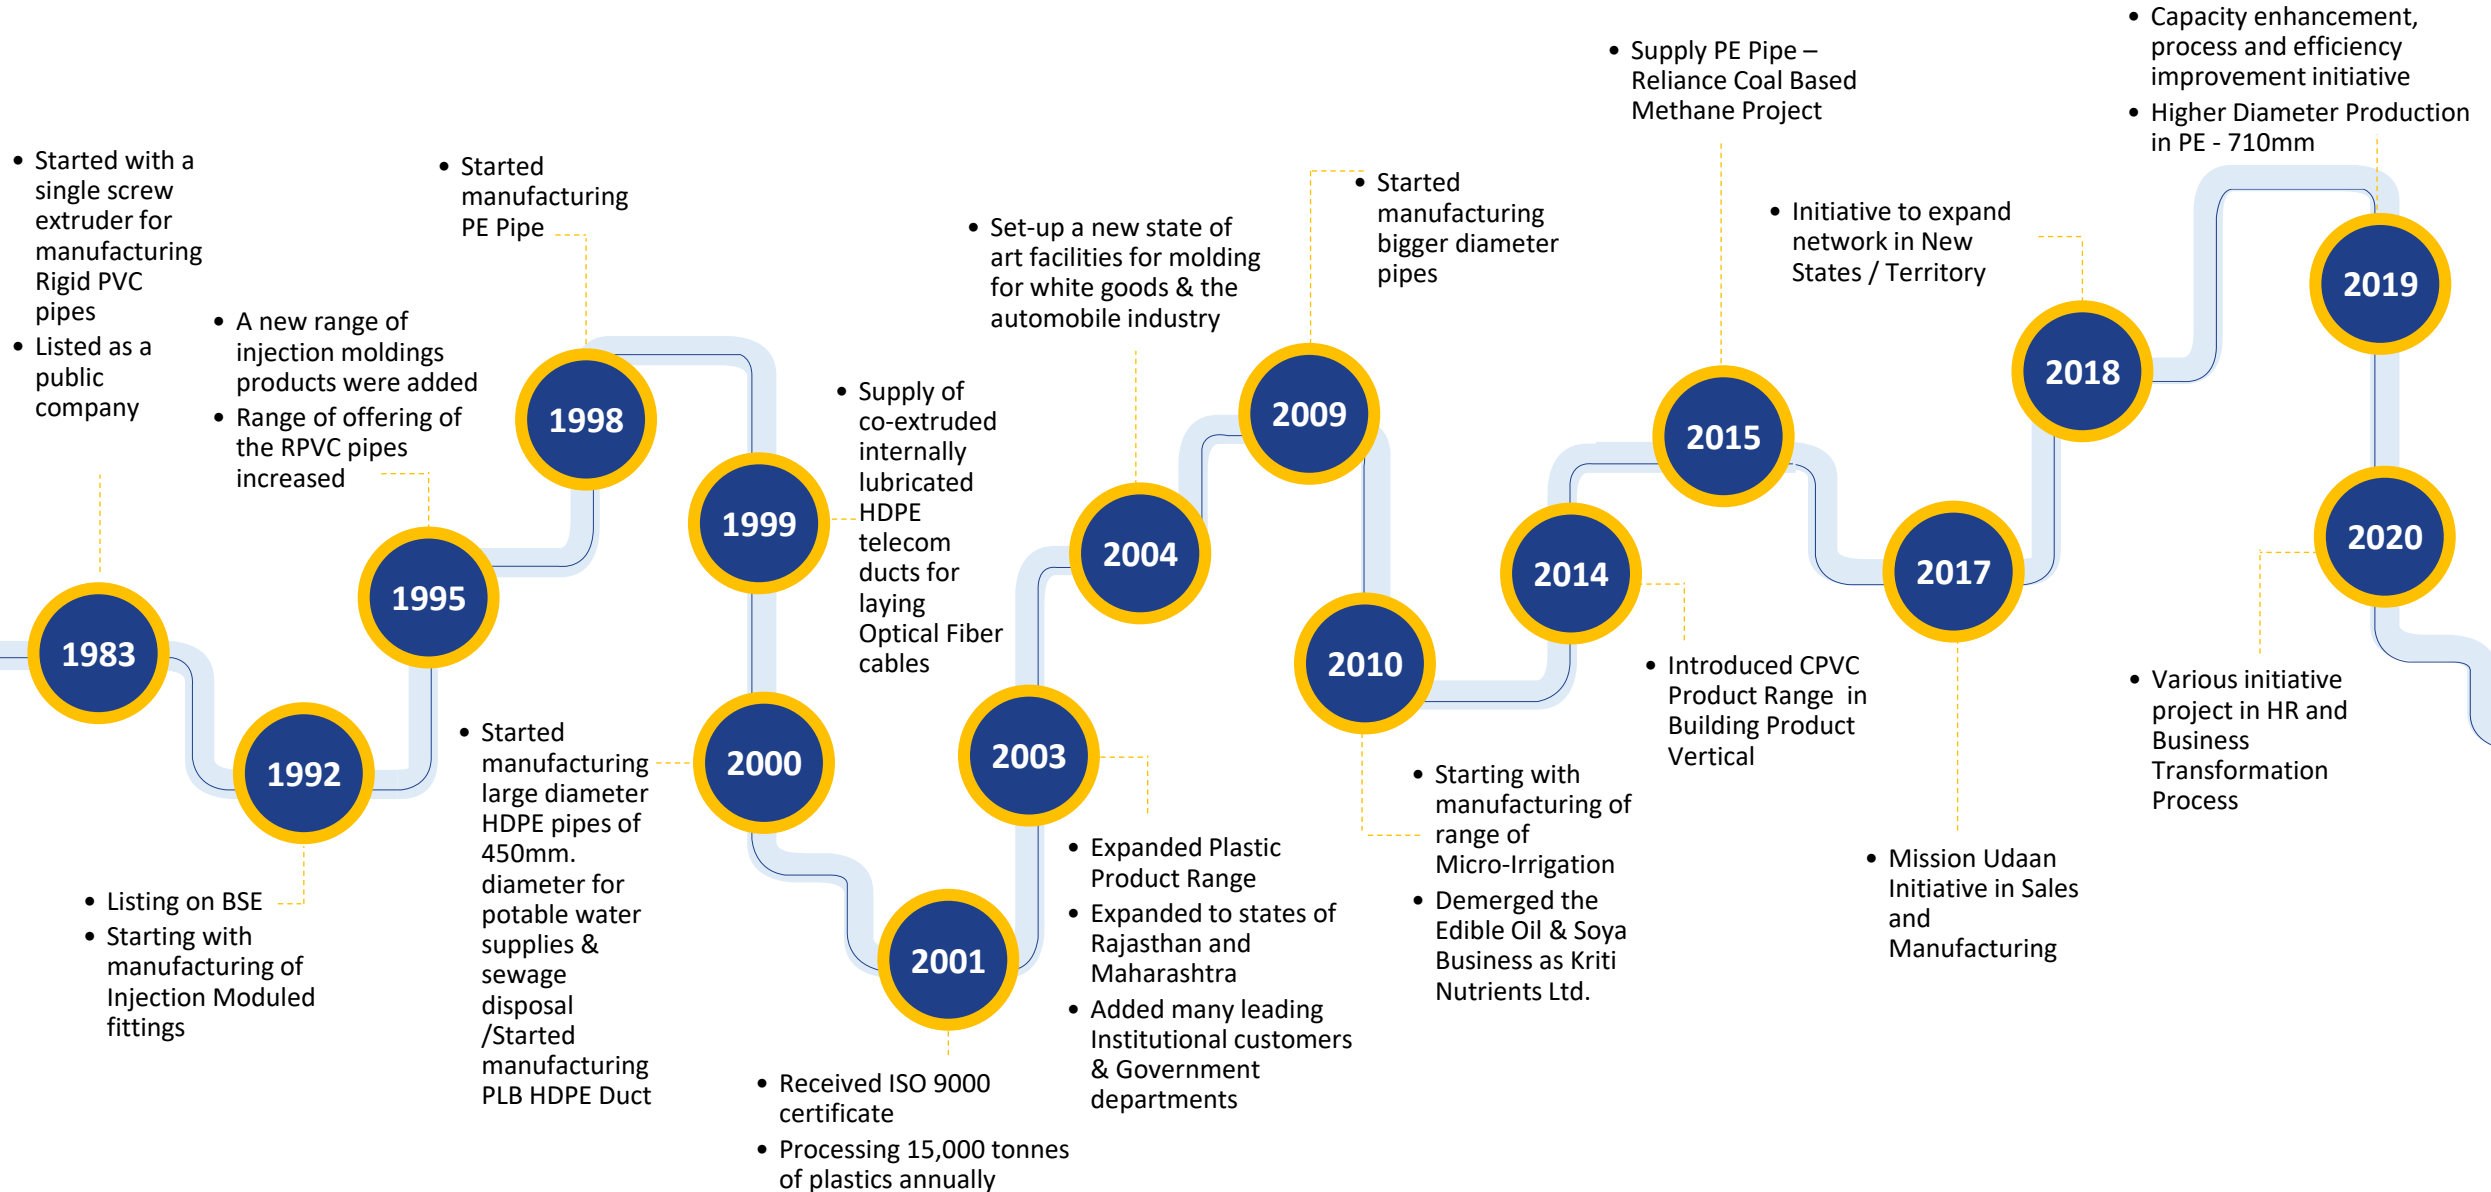 • Started with a
single screw
extruder for
manufacturing
Rigid PVC
pipes
• Listed as a
public
company
1983
1992
• Listing on BSE
• Starting with
manufacturing of
Injection Moduled
fittings
• A new range of
injection moldings
products were added
• Range of offering of
the RPVC pipes
increased
1995
• Started
manufacturing
PE Pipe
1998
1999
• Supply of
co-extruded
internally
lubricated
HDPE
telecom
ducts for
laying
Optical Fiber
cables
2000
• Started
manufacturing
large diameter
HDPE pipes of
450mm.
diameter for
potable water
supplies &
sewage
disposal
/Started
manufacturing
PLB HDPE Duct
2001
• Received ISO 9000
certificate
• Processing 15,000 tonnes
of plastics annually
2003
• Expanded Plastic
Product Range
• Expanded to states of
Rajasthan and
Maharashtra
• Added many leading
Institutional customers
& Government
departments
• Set-up a new state of
art facilities for molding
for white goods & the
automobile industry
2004
• Started
manufacturing
bigger diameter
pipes
2009
2010
• Starting with
manufacturing of
range of
Micro-Irrigation
• Demerged the
Edible Oil & Soya
Business as Kriti
Nutrients Ltd.
2014
• Introduced CPVC
Product Range in
Building Product
Vertical
• Supply PE Pipe –
Reliance Coal Based
Methane Project
2015
2017
• Mission Udaan
Initiative in Sales
and
Manufacturing
• Initiative to expand
network in New
States / Territory
2018
• Capacity enhancement,
process and efficiency
improvement initiative
• Higher Diameter Production
in PE - 710mm
2019
2020
• Various initiative
project in HR and
Business
Transformation
Process